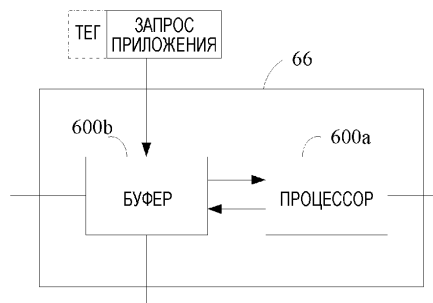 ТЕГ
ЗАПРОС
ПРИЛОЖЕНИЯ
66
600b
600a
БУФЕР
ПРОЦЕССОР